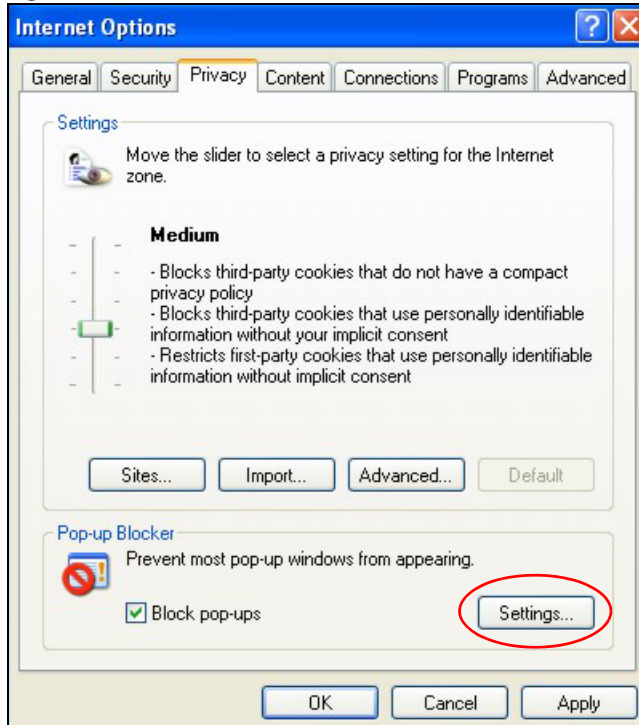 Internet Options
General Security Privacy Content Connections Programs Advanced
Settings
Move the slider to select a privacy setting for the Internet
zone.
Medium
- Blocks third-party cookies that do not have a compact
privacy policy
- Blocks third-party cookies that use personally identifiable
information without your implicit consent
- Restricts first-party cookies that use personally identifiable
information without implicit consent
Sites... Import... Advanced... Default
Pop-up Blocker
Prevent most pop-up windows from appearing.
Block pop-ups Settings...
OK Cancel Apply